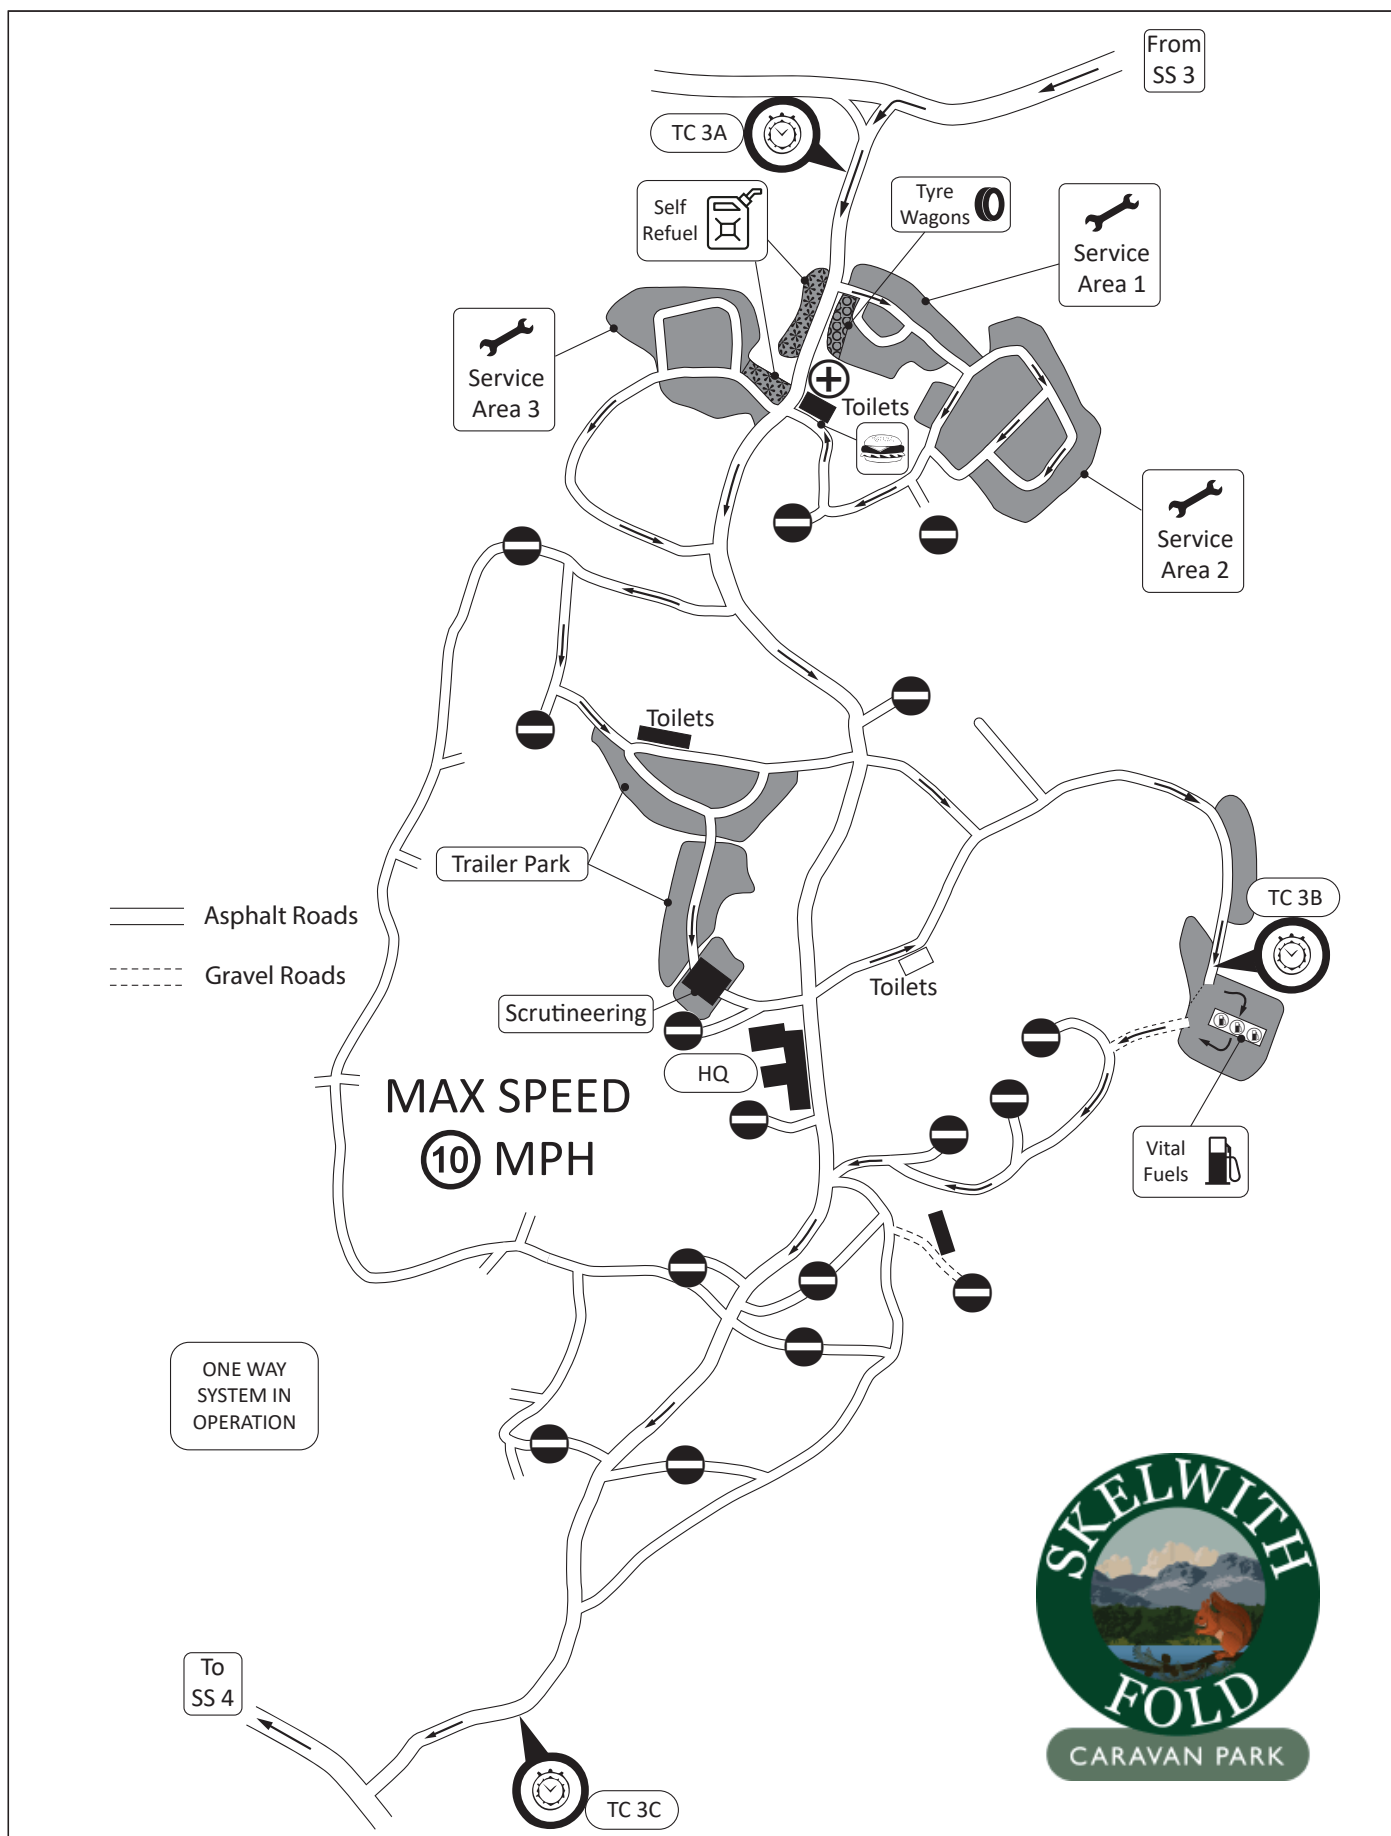 From
SS 3
TC 3A
Self
Refuel
Tyre
Wagons
Service
Area 1
Service
Area 3
Toilets
Service
Area 2
Toilets
Trailer Park
TC 3B
Asphalt Roads
Gravel Roads
Toilets
Scrutineering
HQ
MAX SPEED
10 MPH
Vital
Fuels
ONE WAY
SYSTEM IN
OPERATION
SKELWITH
FOLD
CARAVAN PARK
To
SS 4
TC 3C